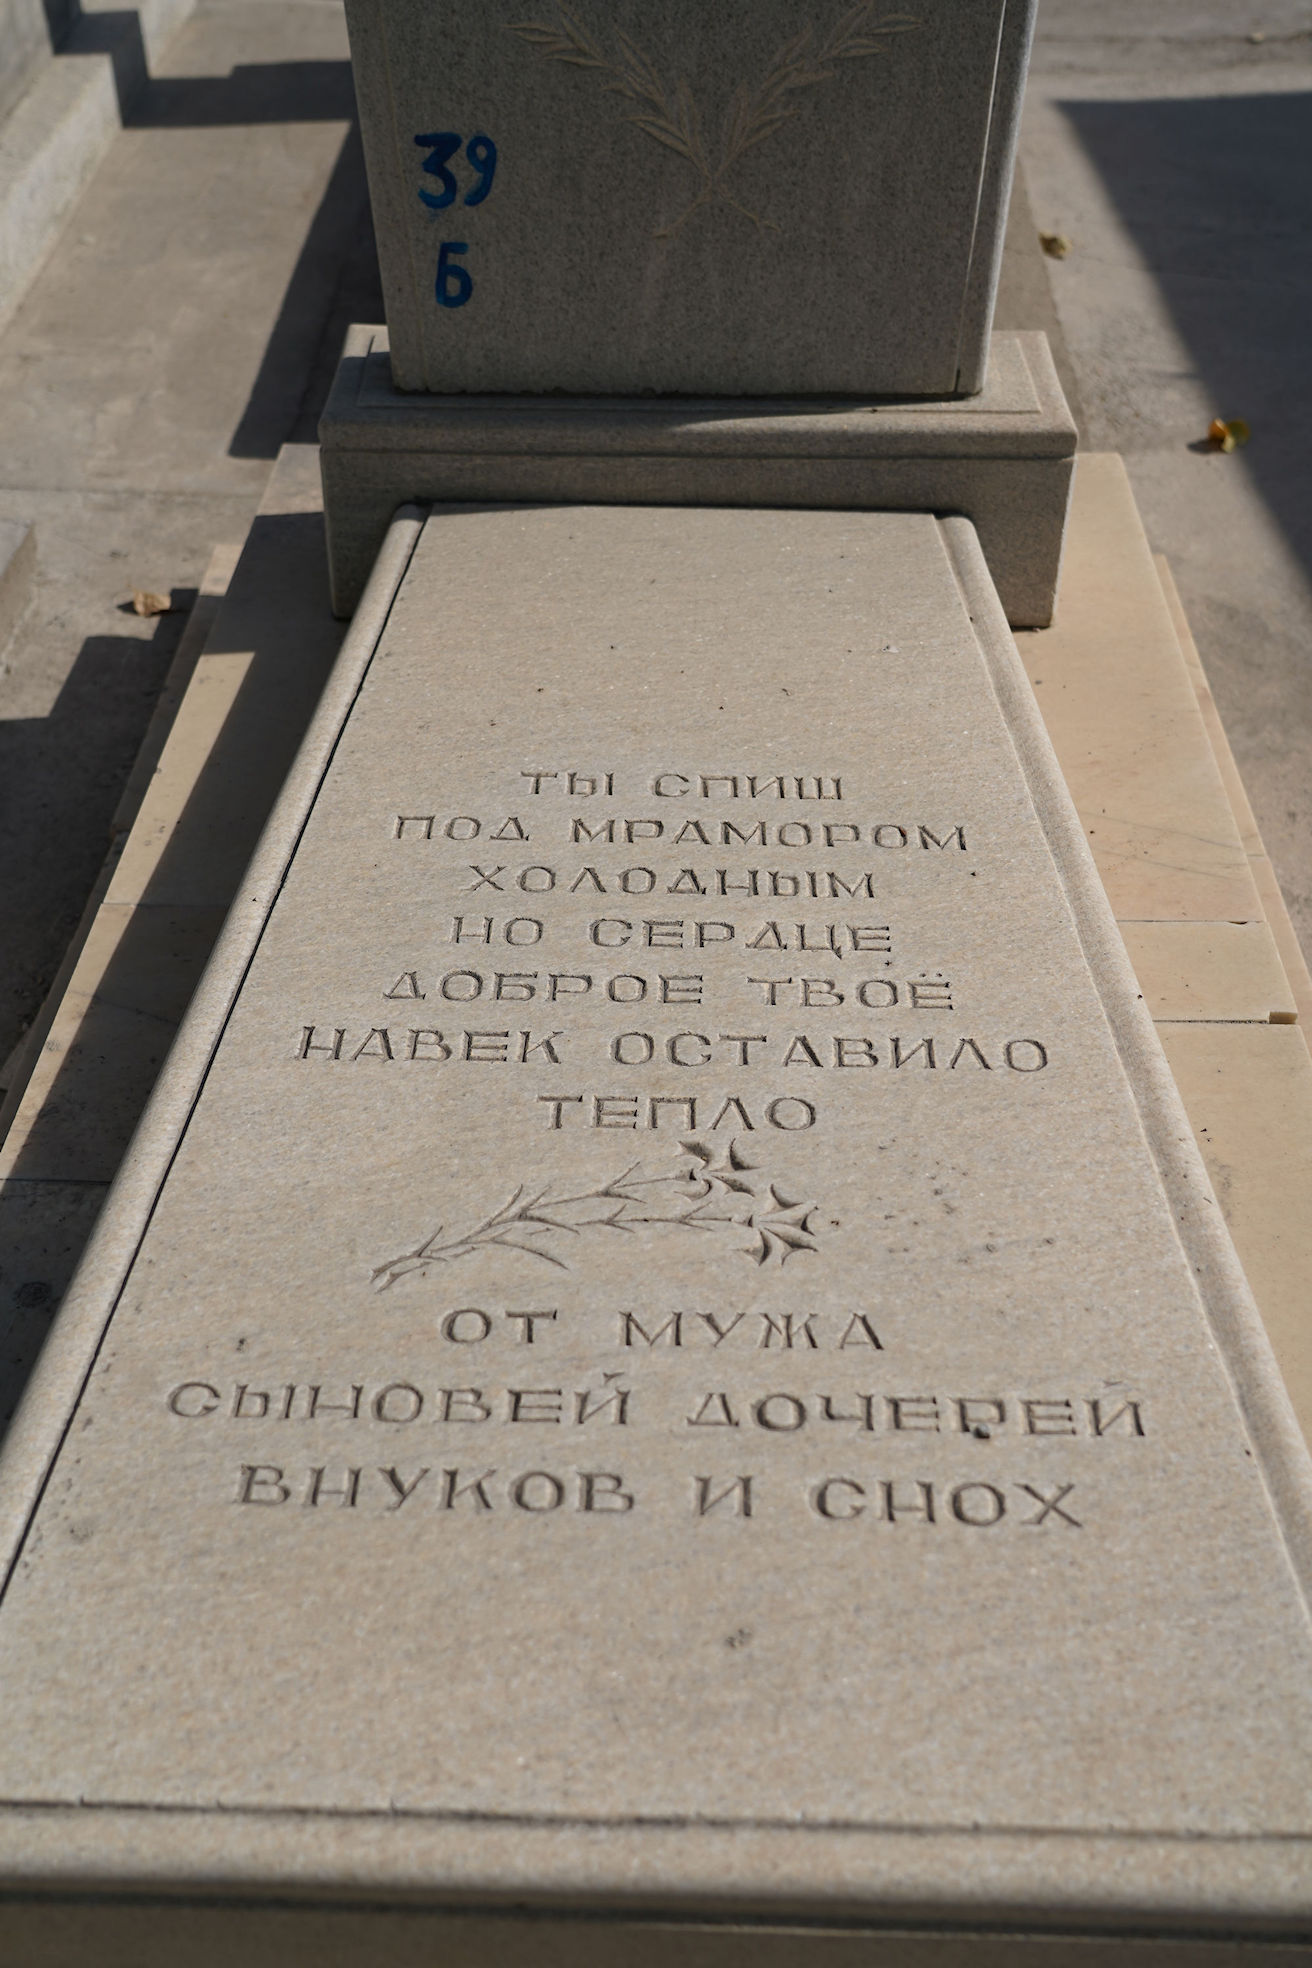 39
Б
ТЫ СПИШ
ПОД МРАМОРОМ
ХОЛОДНЫМ
НО СЕРДЦЕ
ДОБРОЕ ТВОЁ
НАВЕК ОСТАВИЛО
ТЕПЛО
ОТ МУЖА
СЫНОВЕЙ ДОЧЕРЕЙ
ВНУКОВ И СНОХ